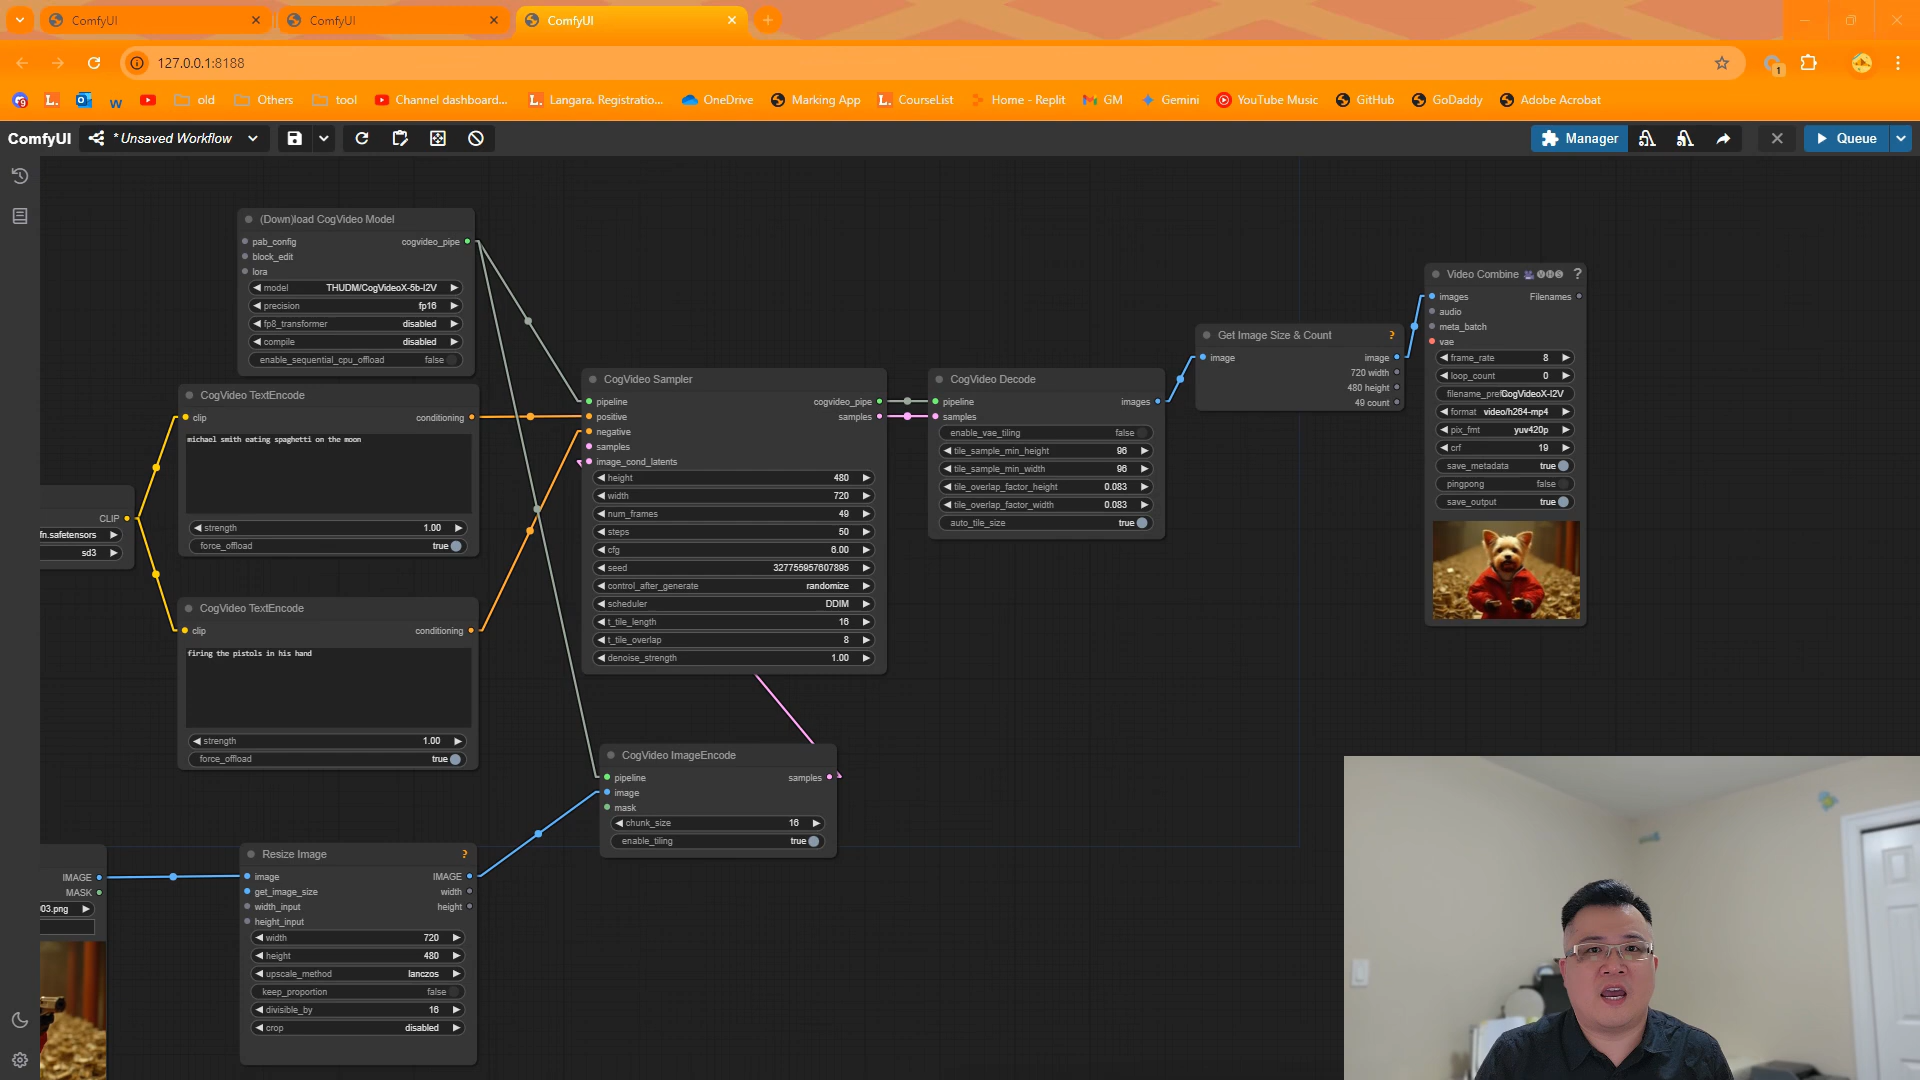 ComfyUI
ComfyUI
ComfyUI
127.0.0.1:8188
old
Others
tool
Channel dashboard...
Langara. Registratio...
OneDrive
Marking App
CourseList
Home - Replit
GM
Gemini
YouTube Music
GitHub
GoDaddy
Adobe Acrobat
ComfyUI
* Unsaved Workflow
Manager
Queue
(Down)load CogVideo Model
pab_config
cogvideo_pipe
block_edit
lora
model THUDM/CogVideoX-5b-I2V
precision fp16
fp8_transformer disabled
compile disabled
enable_sequential_cpu_offload false
CogVideo TextEncode
clip
conditioning
michael smith eating spaghetti on the moon
strength 1.00
force_offload true
CLIP
fn.safetensors
sd3
CogVideo TextEncode
clip
conditioning
firing the pistols in his hand
strength 1.00
force_offload true
CogVideo Sampler
pipeline
cogvideo_pipe
positive
samples
negative
samples
image_cond_latents
height 480
width 720
num_frames 49
steps 50
cfg 6.00
seed 327755957607895
control_after_generate randomize
scheduler DDIM
t_tile_length 16
t_tile_overlap 8
denoise_strength 1.00
CogVideo Decode
pipeline
images
samples
enable_vae_tiling false
tile_sample_min_height 96
tile_sample_min_width 96
tile_overlap_factor_height 0.083
tile_overlap_factor_width 0.083
auto_tile_size true
Get Image Size & Count ?
image
image
720 width
480 height
49 count
Video Combine VHS ?
images
Filenames
audio
meta_batch
vae
frame_rate 8
loop_count 0
filename_pref CogVideoX-I2V
format video/h264-mp4
pix_fmt yuv420p
crf 19
save_metadata true
pingpong false
save_output true
CogVideo ImageEncode
pipeline
samples
image
mask
chunk_size 16
enable_tiling true
IMAGE
MASK
03.png
Resize Image ?
image
IMAGE
get_image_size
width
width_input
height
height_input
width 720
height 480
upscale_method lanczos
keep_proportion false
divisible_by 16
crop disabled